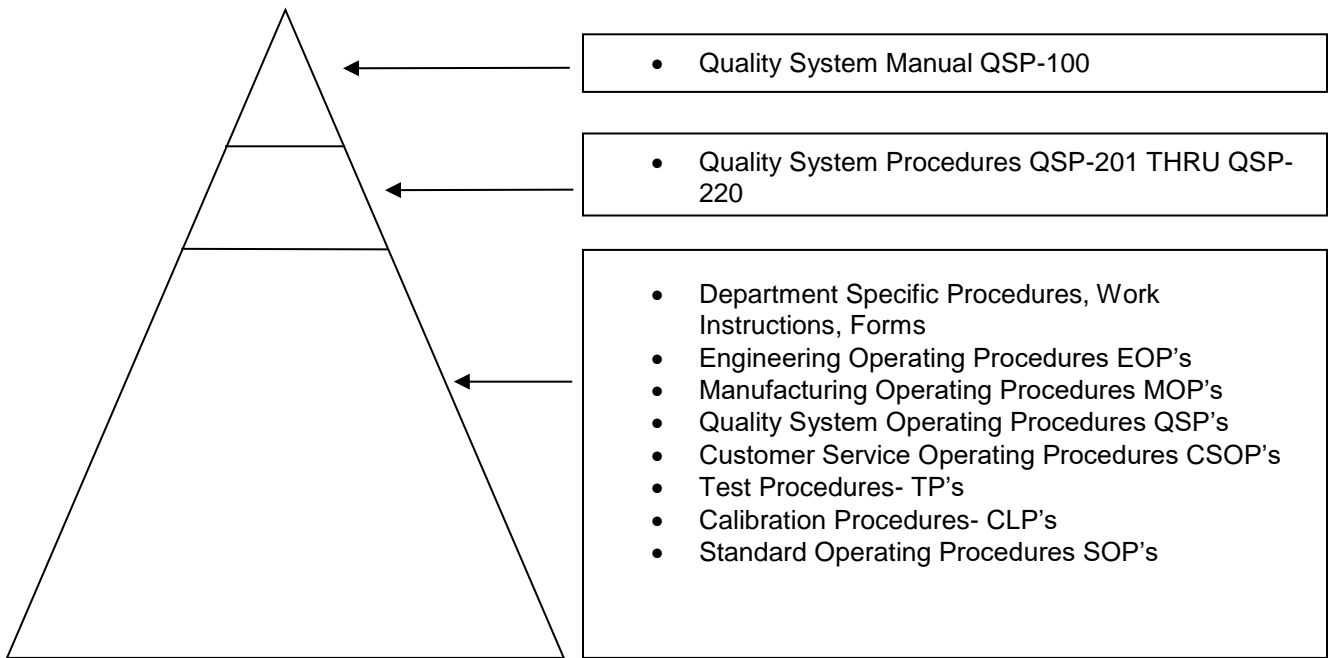 • Quality System Manual QSP-100
• Quality System Procedures QSP-201 THRU QSP-
220
• Department Specific Procedures, Work
Instructions, Forms
• Engineering Operating Procedures EOP’s
• Manufacturing Operating Procedures MOP’s
• Quality System Operating Procedures QSP’s
• Customer Service Operating Procedures CSOP’s
• Test Procedures- TP’s
• Calibration Procedures- CLP’s
• Standard Operating Procedures SOP’s